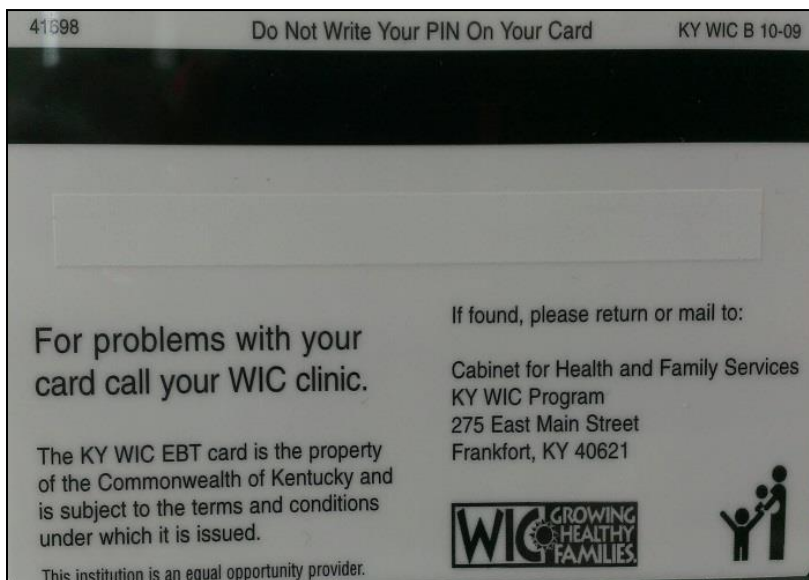 41698 Do Not Write Your PIN On Your Card KY WIC B 10-09
For problems with your
card call your WIC clinic.
The KY WIC EBT card is the property
of the Commonwealth of Kentucky and
is subject to the terms and conditions
under which it is issued.
This institution is an equal opportunity provider.
If found, please return or mail to:
Cabinet for Health and Family Services
KY WIC Program
275 East Main Street
Frankfort, KY 40621
WIC GROWING
HEALTHY
FAMILIES